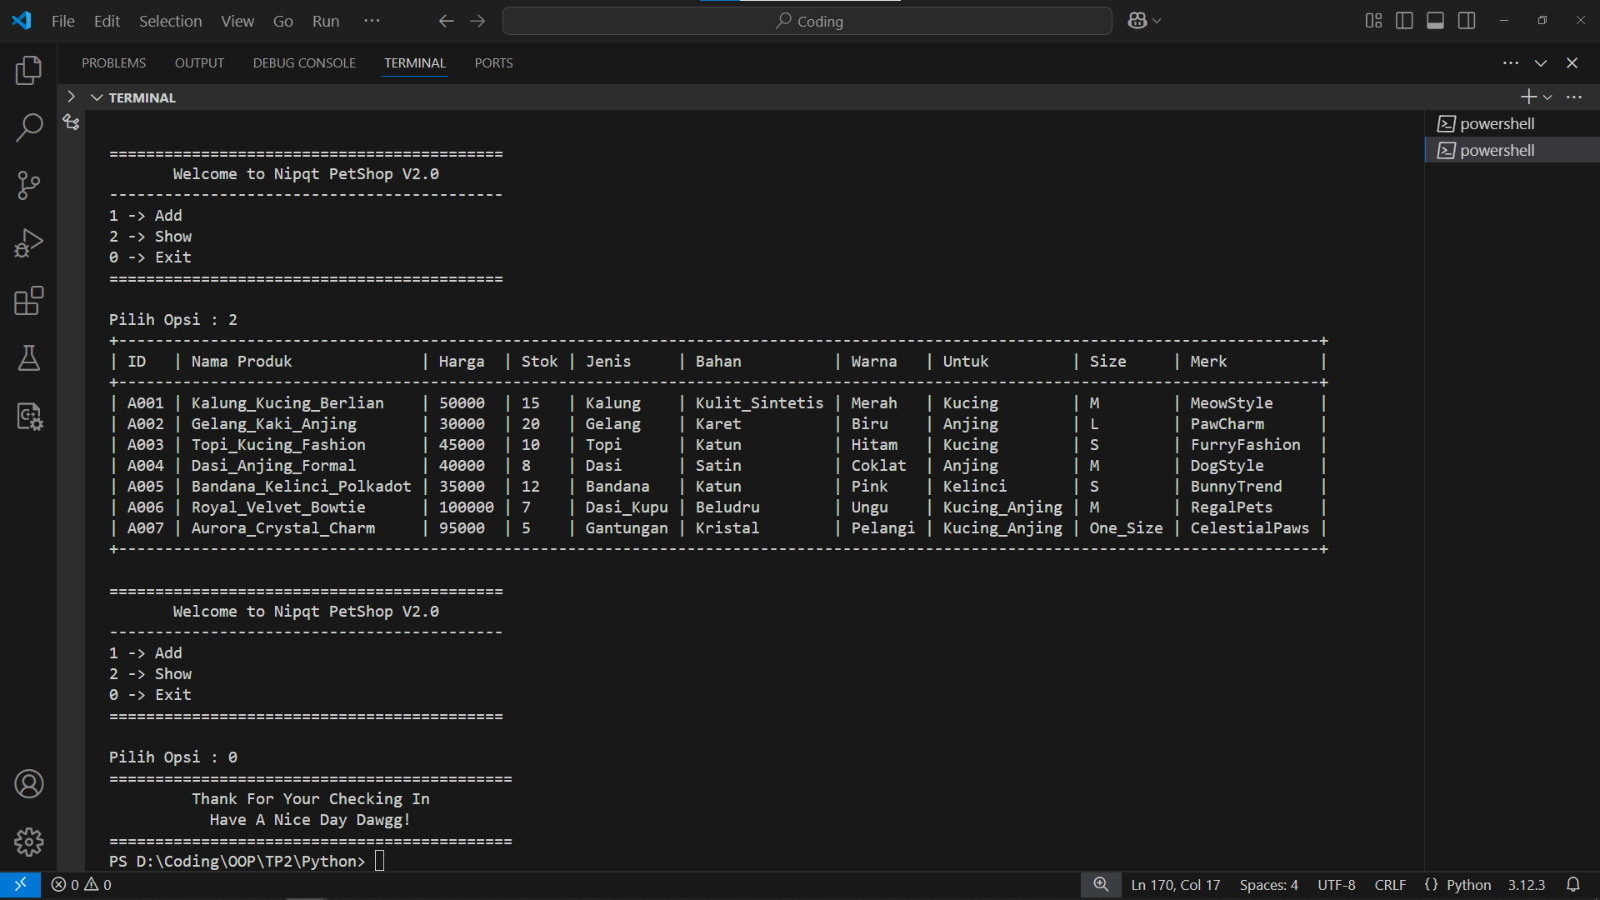 File Edit Selection View Go Run ··· Coding
PROBLEMS OUTPUT DEBUG CONSOLE TERMINAL PORTS
TERMINAL
powershell
powershell
===========================================
Welcome to Nipqt PetShop V2.0
-------------------------------------------
1 -> Add
2 -> Show
0 -> Exit
===========================================
Pilih Opsi : 2
+-----------------------------------------------------------------------------------------------------------------------------------+
| ID | Nama Produk | Harga | Stok | Jenis | Bahan | Warna | Untuk | Size | Merk |
+-----------------------------------------------------------------------------------------------------------------------------------+
| A001 | Kalung_Kucing_Berlian | 50000 | 15 | Kalung | Kulit_Sintetis | Merah | Kucing | M | MeowStyle |
| A002 | Gelang_Kaki_Anjing | 30000 | 20 | Gelang | Karet | Biru | Anjing | L | PawCharm |
| A003 | Topi_Kucing_Fashion | 45000 | 10 | Topi | Katun | Hitam | Kucing | S | FurryFashion |
| A004 | Dasi_Anjing_Formal | 40000 | 8 | Dasi | Satin | Coklat | Anjing | M | DogStyle |
| A005 | Bandana_Kelinci_Polkadot | 35000 | 12 | Bandana | Katun | Pink | Kelinci | S | BunnyTrend |
| A006 | Royal_Velvet_Bowtie | 100000 | 7 | Dasi_Kupu | Beludru | Ungu | Kucing_Anjing | M | RegalPets |
| A007 | Aurora_Crystal_Charm | 95000 | 5 | Gantungan | Kristal | Pelangi | Kucing_Anjing | One_Size | CelestialPaws |
+-----------------------------------------------------------------------------------------------------------------------------------+
===========================================
Welcome to Nipqt PetShop V2.0
-------------------------------------------
1 -> Add
2 -> Show
0 -> Exit
===========================================
Pilih Opsi : 0
============================================
Thank For Your Checking In
Have A Nice Day Dawgg!
============================================
PS D:\Coding\OOP\TP2\Python>
0 0 Ln 170, Col 17 Spaces: 4 UTF-8 CRLF {} Python 3.12.3